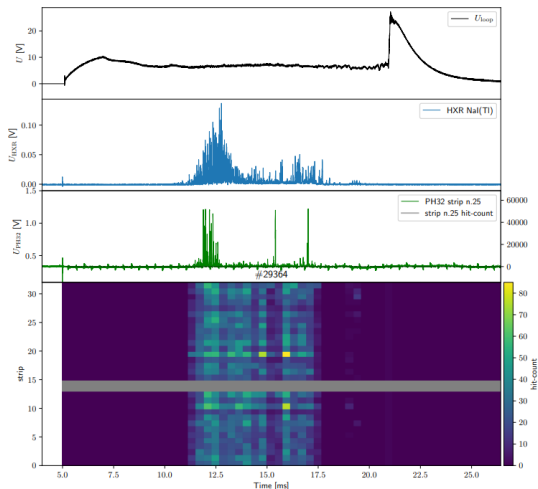 U_loop
20
10
0
U [V]
HXR NaI(Tl)
0.10
0.05
0.00
U_HXR [V]
1.5
1.0
0.5
U_PH32 [V]
PH32 strip n.25
strip n.25 hit-count
60000
40000
20000
0
#29364
30
25
20
15
10
5
0
strip
80
70
60
50
40
30
20
10
0
hit-count
5.0 7.5 10.0 12.5 15.0 17.5 20.0 22.5 25.0
Time [ms]